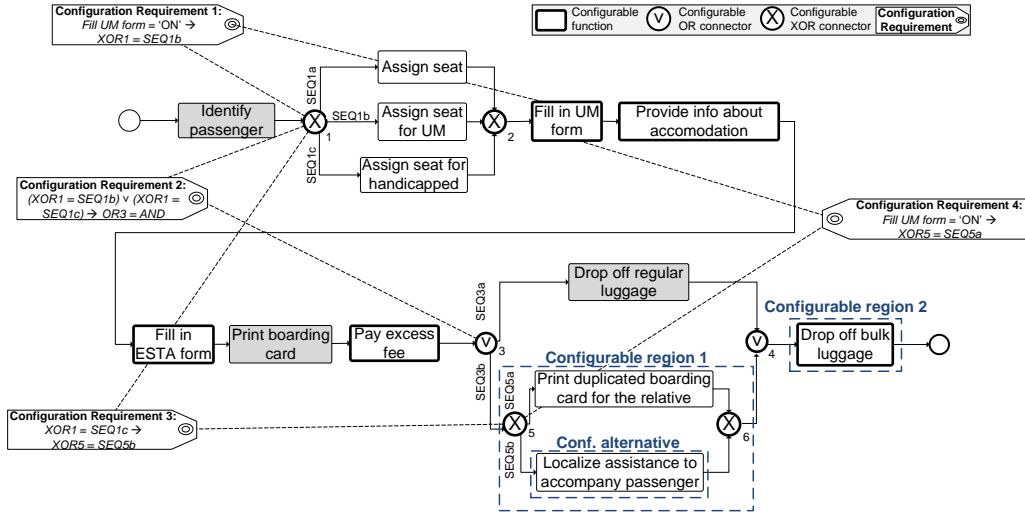 Configuration Requirement 1:
Fill UM form = ‘ON’ →
XOR1 = SEQ1b
Configurable
function
V
Configurable
OR connector
X
Configurable
XOR connector
Configuration
Requirement
Identify
passenger
X
1
SEQ1a
SEQ1b
SEQ1c
Assign seat
Assign seat
for UM
Assign seat for
handicapped
X
2
Fill in UM
form
Provide info about
accomodation
Configuration Requirement 2:
(XOR1 = SEQ1b) v (XOR1 =
SEQ1c) → OR3 = AND
Configuration Requirement 4:
Fill UM form = ‘ON’ →
XOR5 = SEQ5a
Fill in
ESTA form
Print boarding
card
Pay excess
fee
V
3
SEQ3a
SEQ3b
Drop off regular
luggage
V
4
Configurable region 2
Drop off bulk
luggage
Configurable region 1
X
5
SEQ5a
SEQ5b
Print duplicated boarding
card for the relative
X
6
Conf. alternative
Localize assistance to
accompany passenger
Configuration Requirement 3:
XOR1 = SEQ1c →
XOR5 = SEQ5b